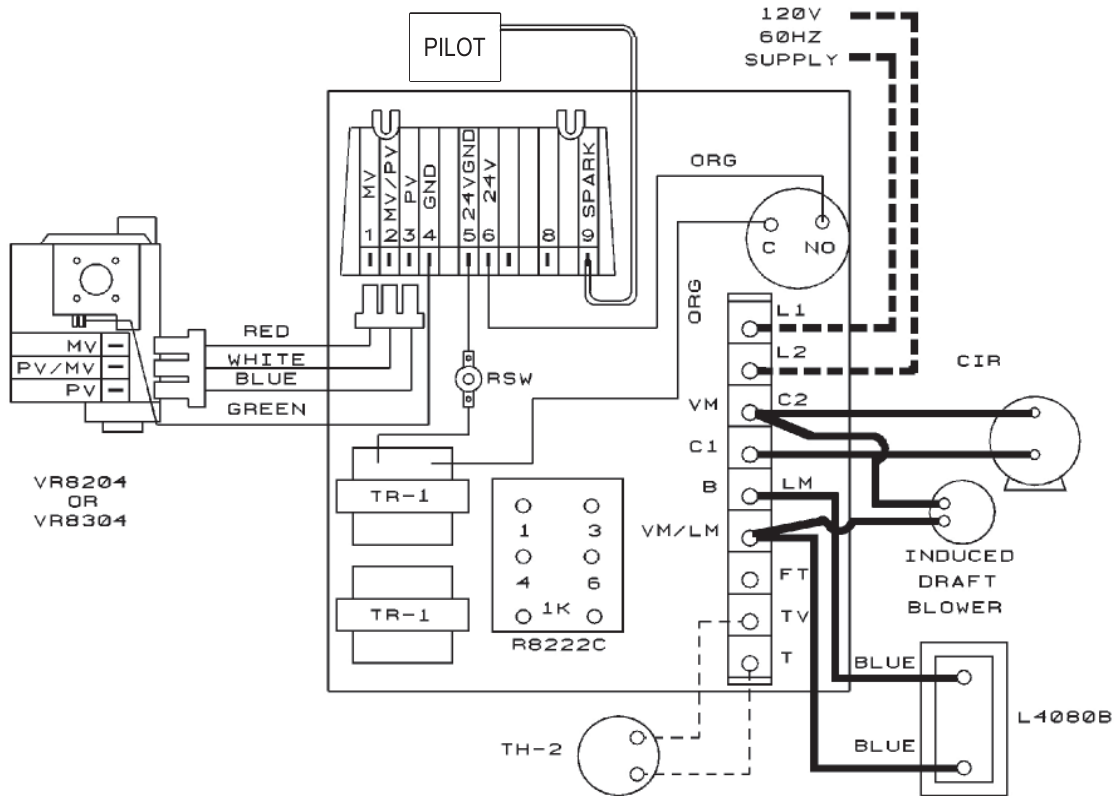 120V
60HZ
SUPPLY
PILOT
MV
MV/PV
PV
GND
24VGND
24V
SPARK
1
2
3
4
5
6
8
9
ORG
C NO
ORG
L1
L2
CIR
VM
C2
C1
B
LM
VM/LM
FT
TV
T
MV
PV/MV
PV
RED
WHITE
BLUE
GREEN
RSW
VR8204
OR
VR8304
TR-1
TR-1
1
3
4
6
1K
R8222C
INDUCED
DRAFT
BLOWER
BLUE
BLUE
L4080B
TH-2